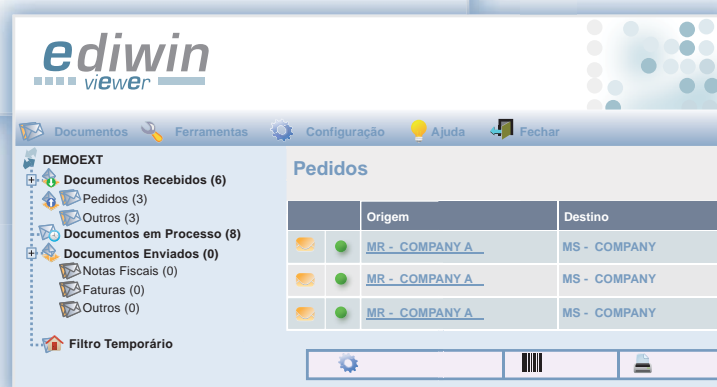 ediwin
viewer
Documentos Ferramentas Configuração Ajuda Fechar
DEMOEXT
Documentos Recebidos (6)
Pedidos (3)
Outros (3)
Documentos em Processo (8)
Documentos Enviados (0)
Notas Fiscais (0)
Faturas (0)
Outros (0)
Filtro Temporário
Pedidos
Origem Destino
MR - COMPANY A MS - COMPANY
MR - COMPANY A MS - COMPANY
MR - COMPANY A MS - COMPANY